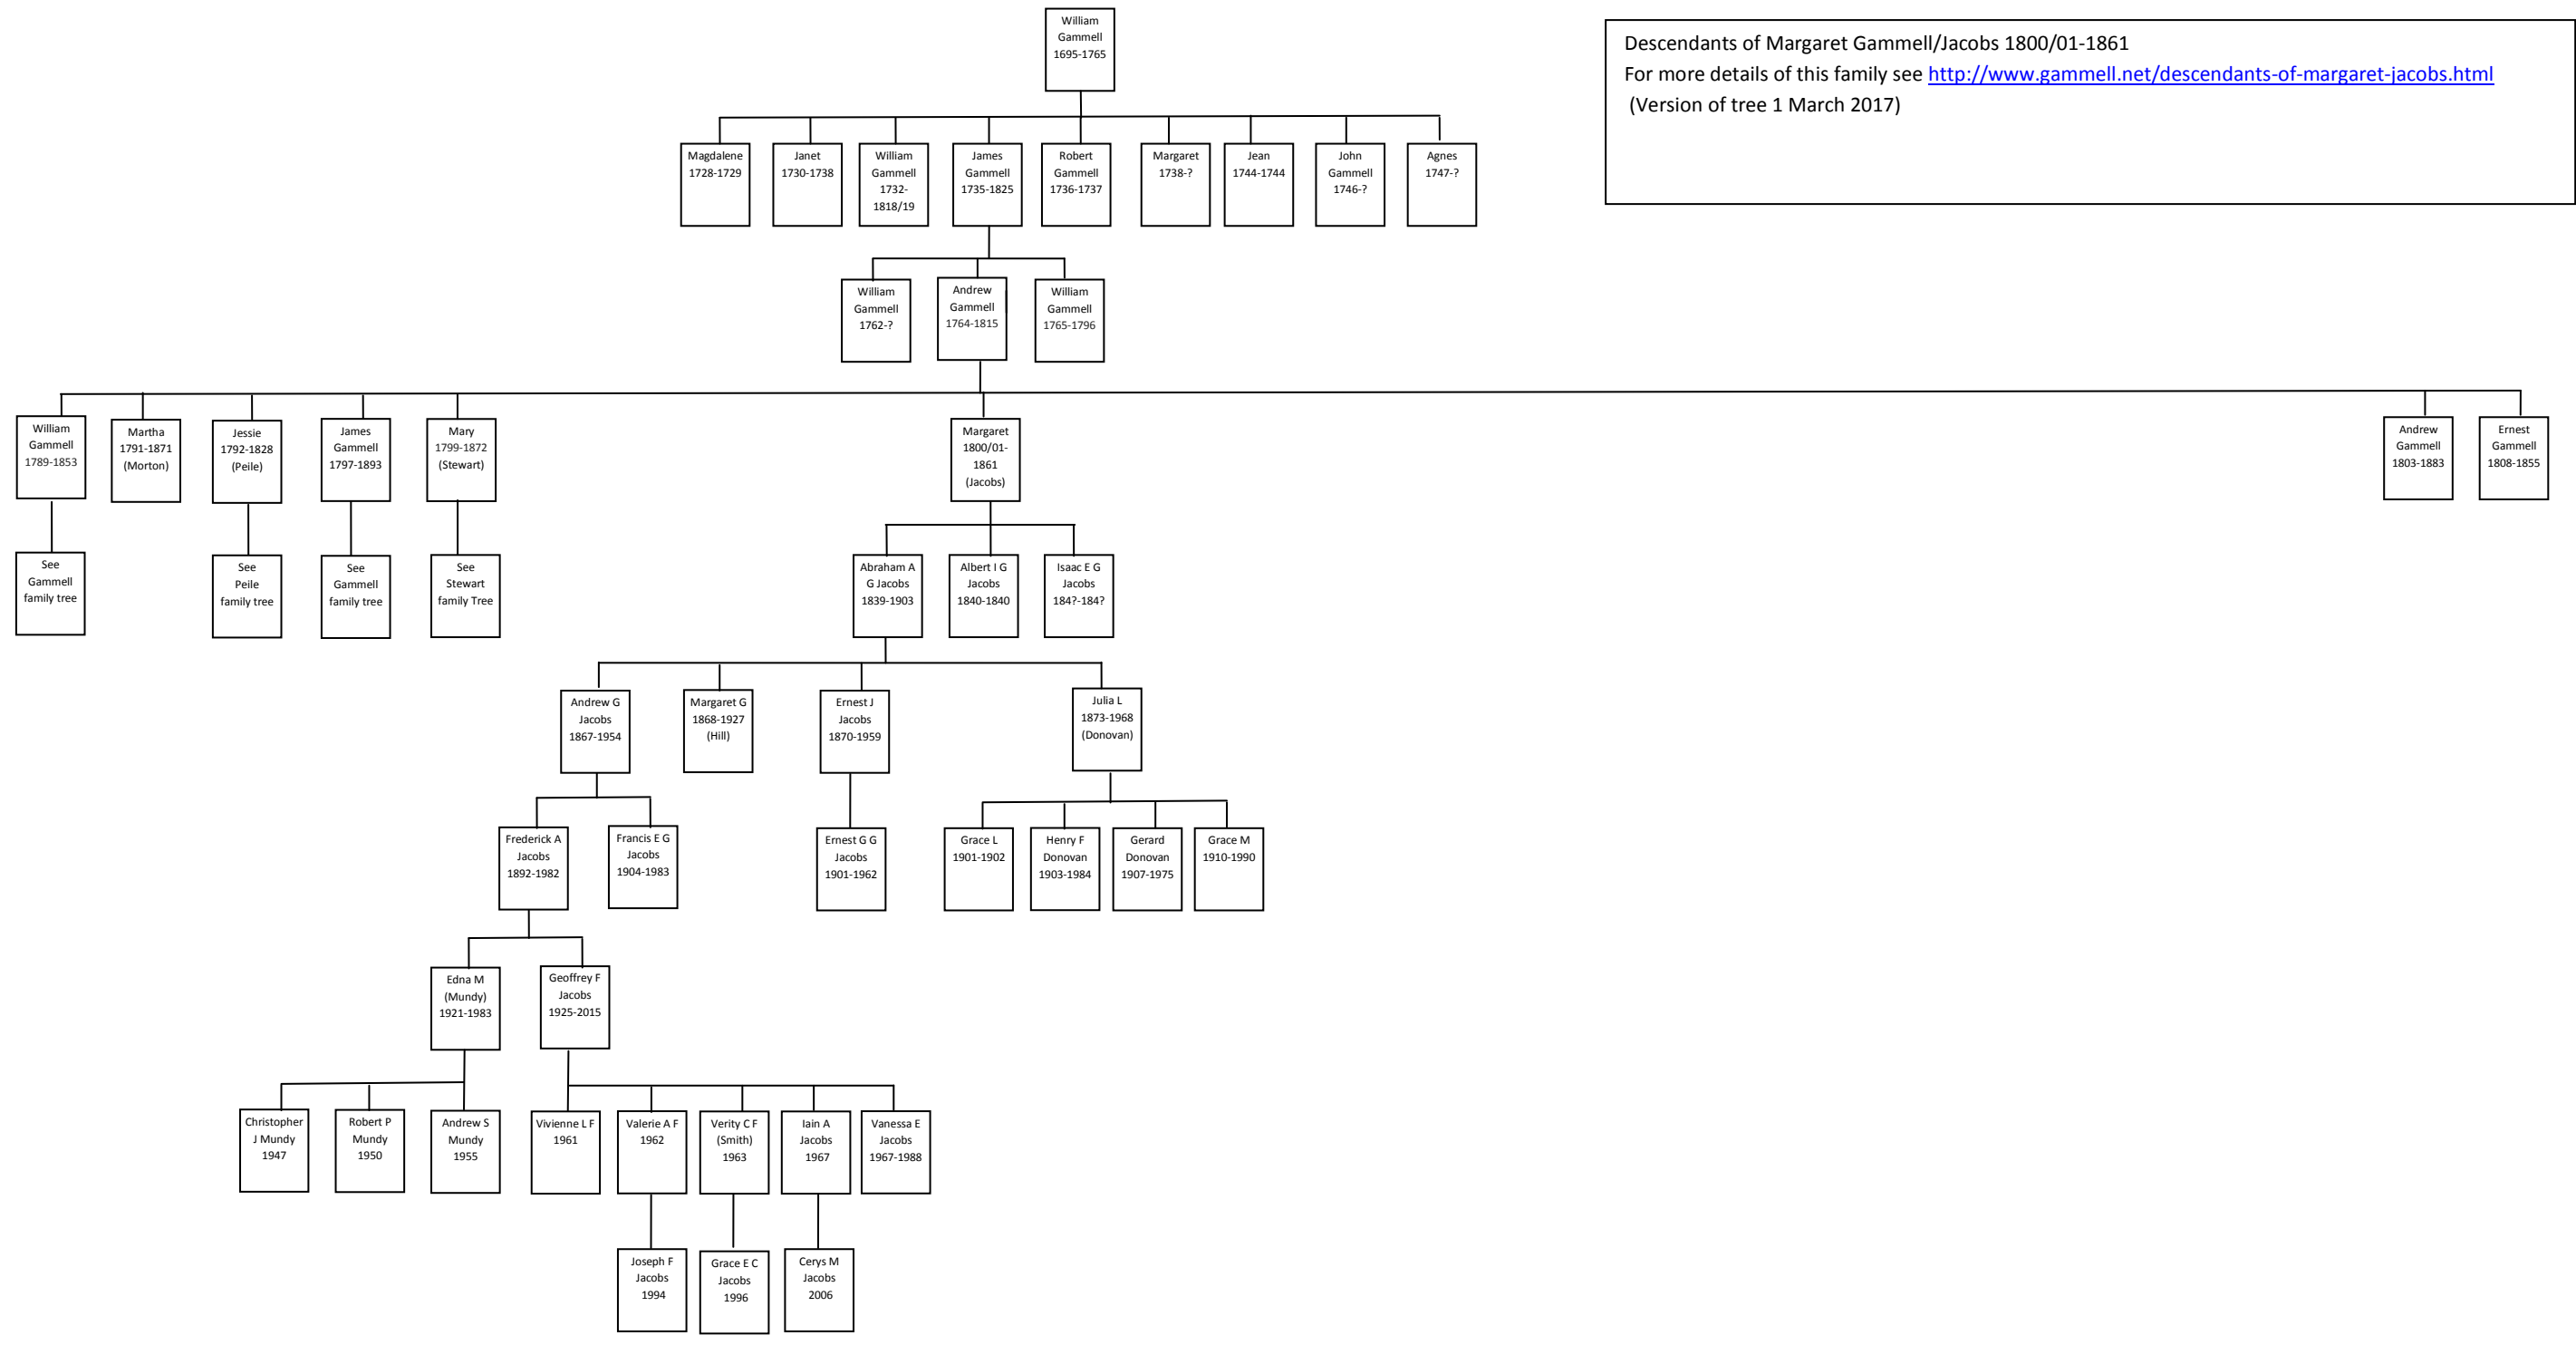 William
Gammell
1695-1765
Descendants of Margaret Gammell/Jacobs 1800/01-1861
For more details of this family see http://www.gammell.net/descendants-of-margaret-jacobs.html
(Version of tree 1 March 2017)
Magdalene
1728-1729
Janet
1730-1738
William
Gammell
1732-
1818/19
James
Gammell
1735-1825
Robert
Gammell
1736-1737
Margaret
1738-?
Jean
1744-1744
John
Gammell
1746-?
Agnes
1747-?
William
Gammell
1762-?
Andrew
Gammell
1764-1815
William
Gammell
1765-1796
William
Gammell
1789-1853
Martha
1791-1871
(Morton)
Jessie
1792-1828
(Peile)
James
Gammell
1797-1893
Mary
1799-1872
(Stewart)
Margaret
1800/01-
1861
(Jacobs)
Andrew
Gammell
1803-1883
Ernest
Gammell
1808-1855
See
Gammell
family tree
See
Peile
family tree
See
Gammell
family tree
See
Stewart
family Tree
Abraham A
G Jacobs
1839-1903
Albert I G
Jacobs
1840-1840
Isaac E G
Jacobs
184?-184?
Andrew G
Jacobs
1867-1954
Margaret G
1868-1927
(Hill)
Ernest J
Jacobs
1870-1959
Julia L
1873-1968
(Donovan)
Frederick A
Jacobs
1892-1982
Francis E G
Jacobs
1904-1983
Ernest G G
Jacobs
1901-1962
Grace L
1901-1902
Henry F
Donovan
1903-1984
Gerard
Donovan
1907-1975
Grace M
1910-1990
Edna M
(Mundy)
1921-1983
Geoffrey F
Jacobs
1925-2015
Christopher
J Mundy
1947
Robert P
Mundy
1950
Andrew S
Mundy
1955
Vivienne L F
1961
Valerie A F
1962
Verity C F
(Smith)
1963
Iain A
Jacobs
1967
Vanessa E
Jacobs
1967-1988
Joseph F
Jacobs
1994
Grace E C
Jacobs
1996
Cerys M
Jacobs
2006